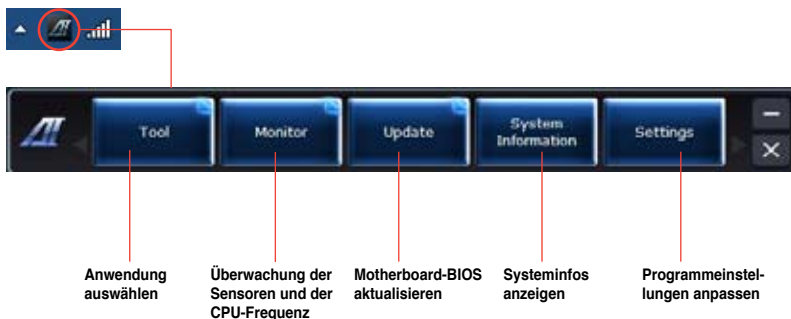 Tool
Monitor
Update
System
Information
Settings
Anwendung
auswählen
Überwachung der
Sensoren und der
CPU-Frequenz
Motherboard-BIOS
aktualisieren
Systeminfos
anzeigen
Programmeinstel-
lungen anpassen